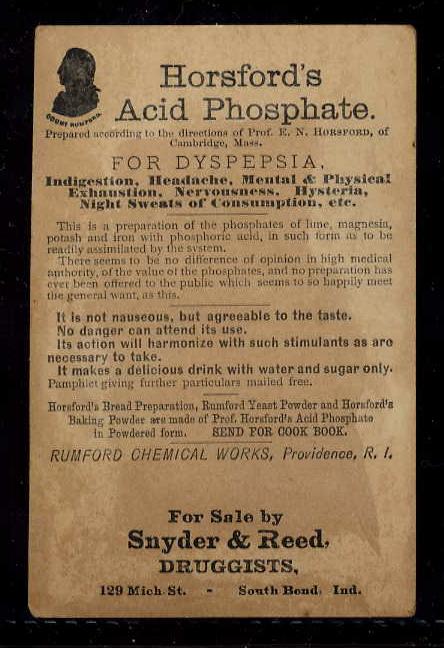 COUNT RUMFORD.
Horsford's
Acid Phosphate.
Prepared according to the directions of Prof. E. N. HORSFORD, of
Cambridge, Mass.
FOR DYSPEPSIA,
Indigestion, Headache, Mental & Physical
Exhaustion, Nervousness, Hysteria,
Night Sweats of Consumption, etc.
This is a preparation of the phosphates of lime, magnesia,
potash and iron with phosphoric acid, in such form as to be
readily assimilated by the system.
There seems to be no difference of opinion in high medical
authority, of the value of the phosphates, and no preparation has
ever been offered to the public which seems to so happily meet
the general want, as this.
It is not nauseous, but agreeable to the taste.
No danger can attend its use.
Its action will harmonize with such stimulants as are
necessary to take.
It makes a delicious drink with water and sugar only.
Pamphlet giving further particulars mailed free.
Horsford's Bread Preparation, Rumford Yeast Powder and Horsford's
Baking Powder are made of Prof. Horsford's Acid Phosphate
in Powdered form. SEND FOR COOK BOOK.
RUMFORD CHEMICAL WORKS, Providence, R. I.
For Sale by
Snyder & Reed,
DRUGGISTS,
129 Mich. St. - South Bend, Ind.